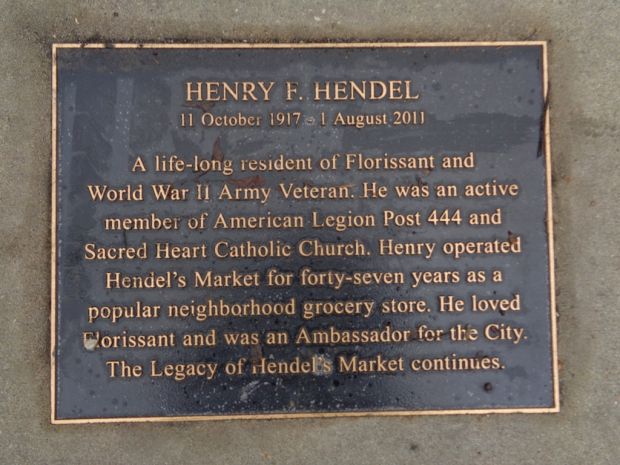 HENRY F. HENDEL
11 October 1917 - 1 August 2011
A life-long resident of Florissant and
World War II Army Veteran. He was an active
member of American Legion Post 444 and
Sacred Heart Catholic Church. Henry operated
Hendel's Market for forty-seven years as a
popular neighborhood grocery store. He loved
Florissant and was an Ambassador for the City.
The Legacy of Hendel's Market continues.